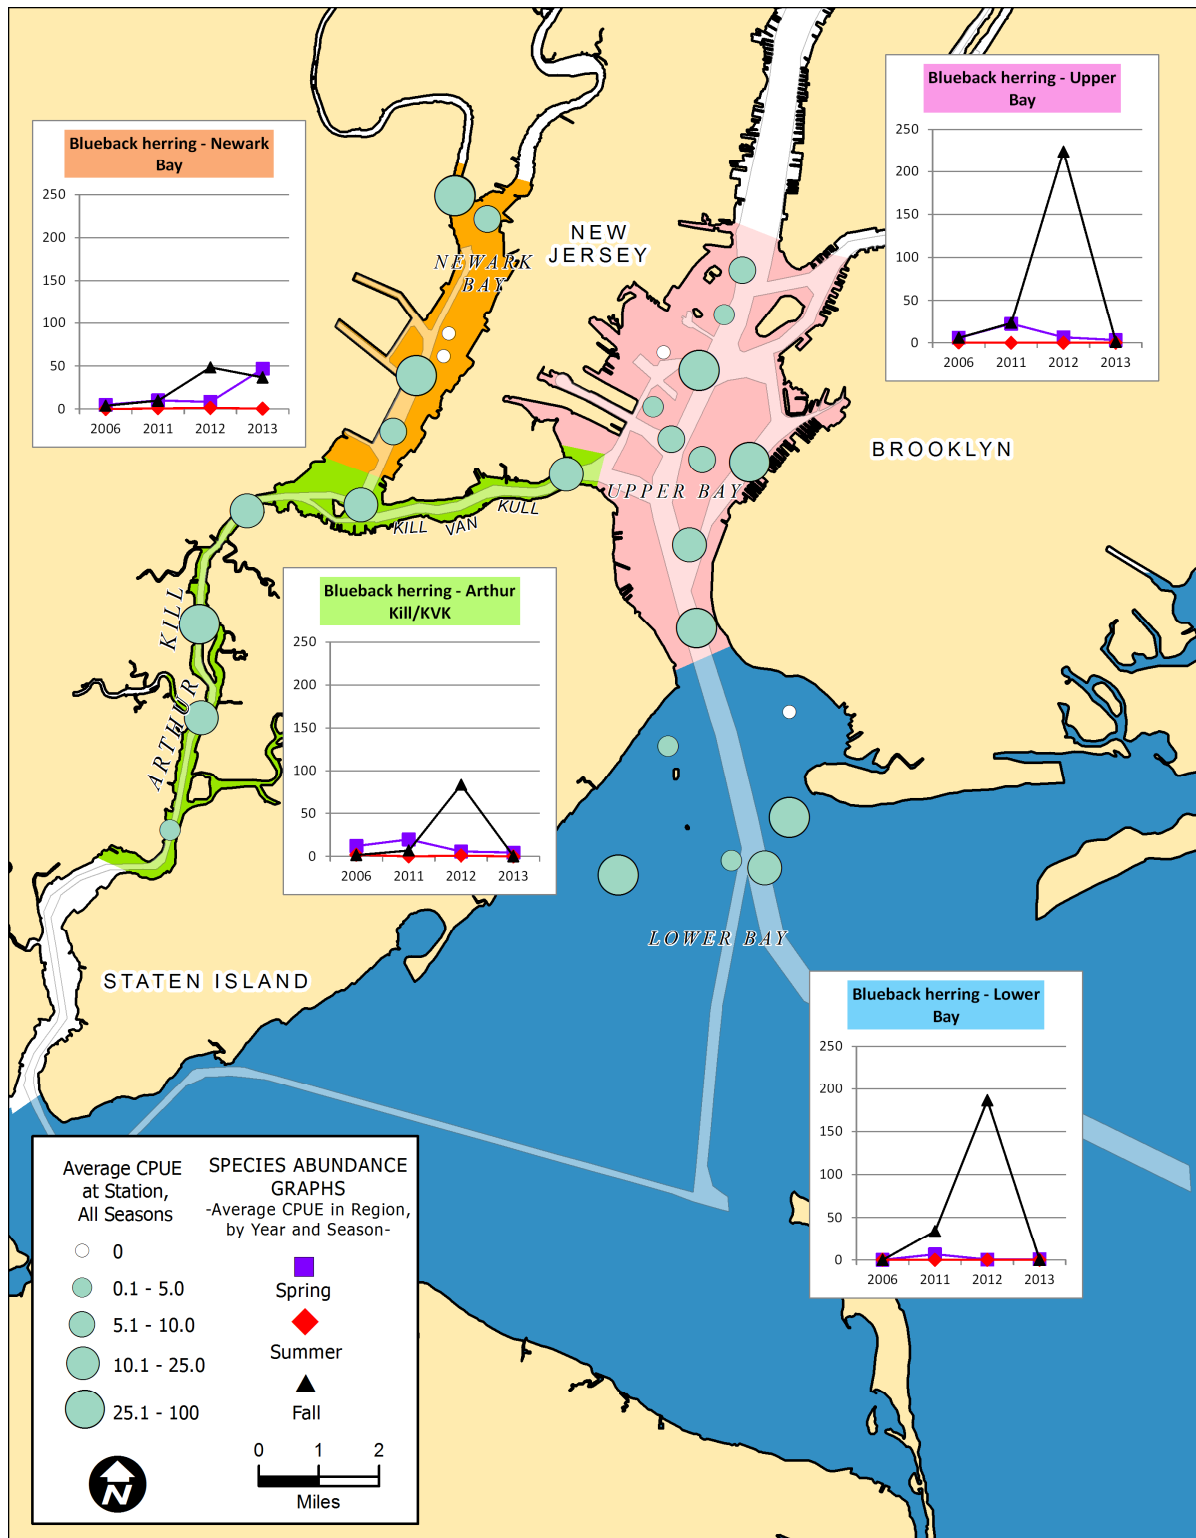 Blueback herring - Upper
Bay
250
200
150
100
50
0
2006 2011 2012 2013
Blueback herring - Newark
Bay
250
200
150
100
50
0
2006 2011 2012 2013
NEW
JERSEY
NEWARK
BAY
BROOKLYN
UPPER BAY
KILL VAN KULL
ARTHUR KILL
Blueback herring - Arthur
Kill/KVK
250
200
150
100
50
0
2006 2011 2012 2013
LOWER BAY
STATEN ISLAND
Blueback herring - Lower
Bay
250
200
150
100
50
0
2006 2011 2012 2013
Average CPUE
at Station,
All Seasons
0
0.1 - 5.0
5.1 - 10.0
10.1 - 25.0
25.1 - 100
SPECIES ABUNDANCE
GRAPHS
-Average CPUE in Region,
by Year and Season-
Spring
Summer
Fall
N
0 1 2
Miles